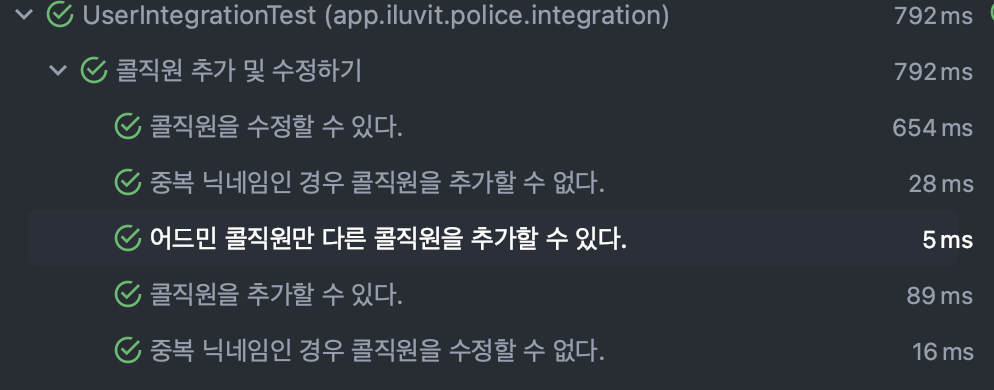 UserIntegrationTest (app.iluvit.police.integration) 792 ms
콜직원 추가 및 수정하기 792 ms
콜직원을 수정할 수 있다. 654 ms
중복 닉네임인 경우 콜직원을 추가할 수 없다. 28 ms
어드민 콜직원만 다른 콜직원을 추가할 수 있다. 5 ms
콜직원을 추가할 수 있다. 89 ms
중복 닉네임인 경우 콜직원을 수정할 수 없다. 16 ms